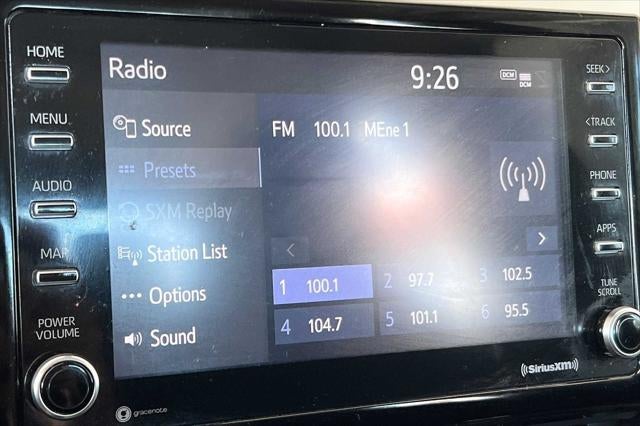 HOME
MENU
AUDIO
MAP
POWER
VOLUME
Radio
9:26
DCM
DCM
Source
Presets
SXM Replay
Station List
Options
Sound
FM 100.1 MEne 1
<
>
1 100.1
2 97.7
3 102.5
4 104.7
5 101.1
6 95.5
SEEK >
< TRACK
PHONE
APPS
TUNE
SCROLL
gracenote
SiriusXM